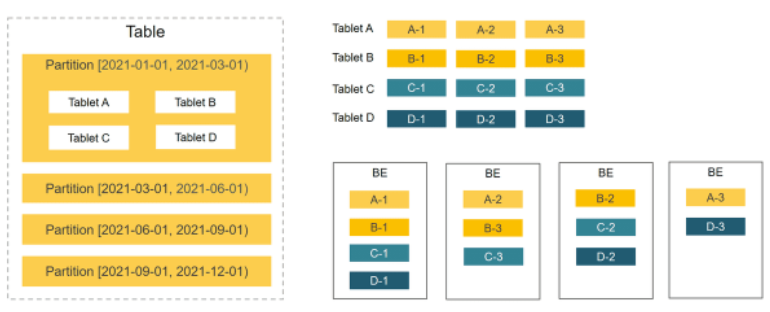 Table
Partition [2021-01-01, 2021-03-01)
Tablet A
Tablet B
Tablet C
Tablet D
Partition [2021-03-01, 2021-06-01)
Partition [2021-06-01, 2021-09-01)
Partition [2021-09-01, 2021-12-01)
Tablet A A-1 A-2 A-3
Tablet B B-1 B-2 B-3
Tablet C C-1 C-2 C-3
Tablet D D-1 D-2 D-3
BE
A-1
B-1
C-1
D-1
BE
A-2
B-3
C-3
BE
B-2
C-2
D-2
BE
A-3
D-3